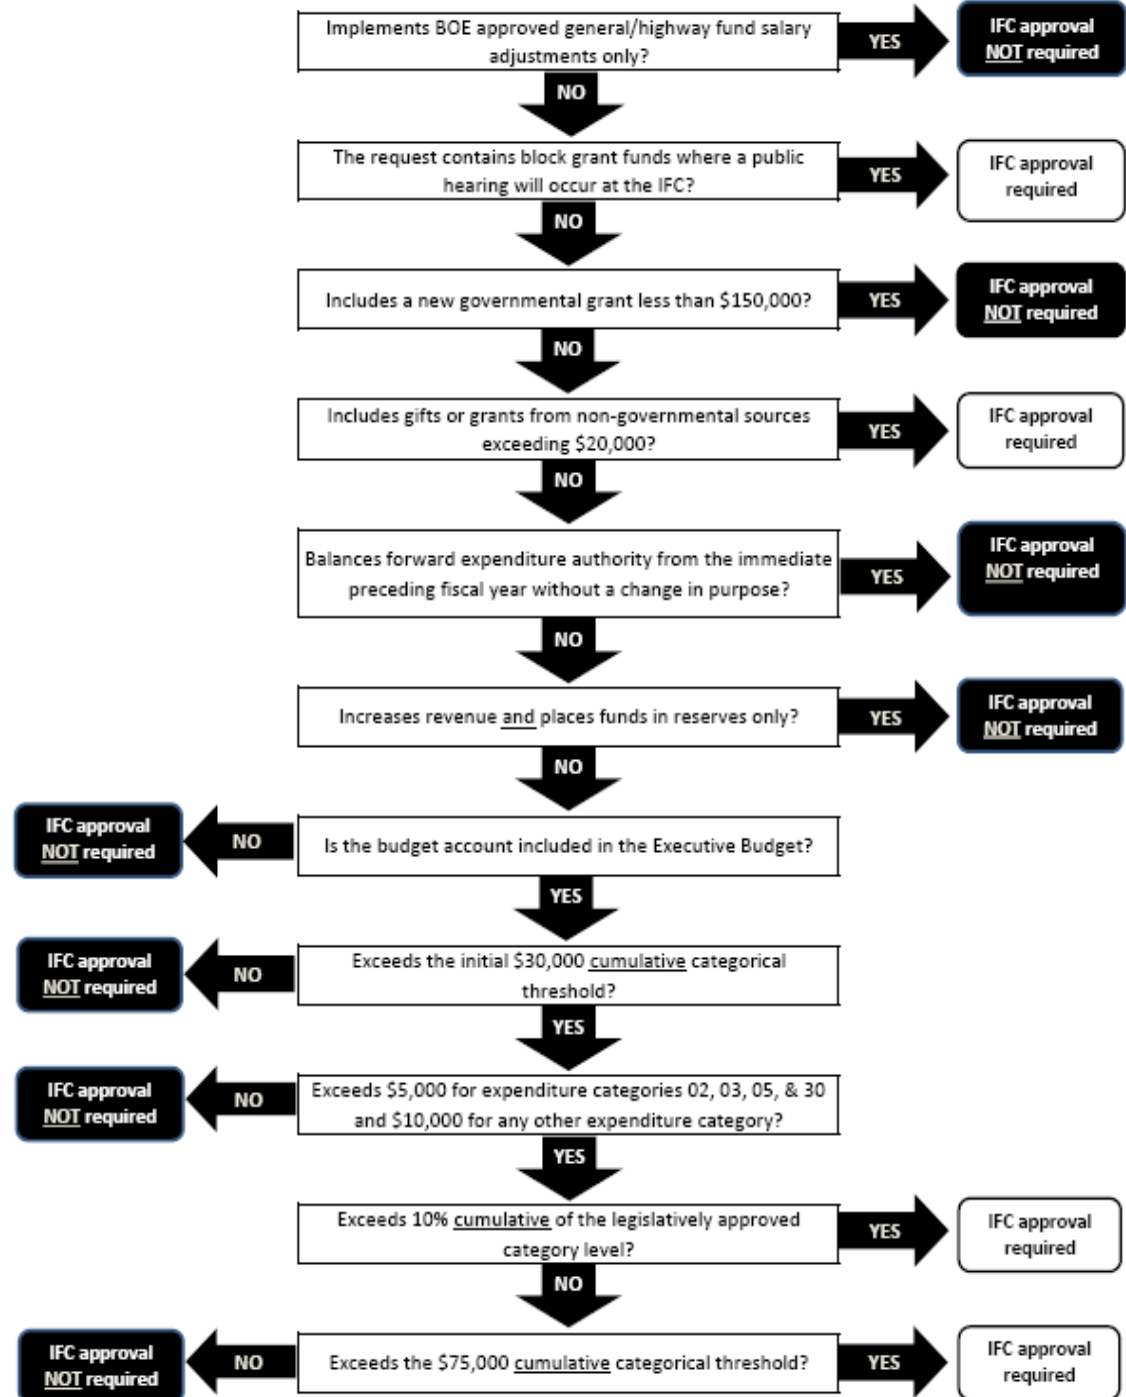 Implements BOE approved general/highway fund salary
adjustments only?
YES
IFC approval
NOT required
NO
The request contains block grant funds where a public
hearing will occur at the IFC?
YES
IFC approval
required
NO
Includes a new governmental grant less than $150,000?
YES
IFC approval
NOT required
NO
Includes gifts or grants from non-governmental sources
exceeding $20,000?
YES
IFC approval
required
NO
Balances forward expenditure authority from the immediate
preceding fiscal year without a change in purpose?
YES
IFC approval
NOT required
NO
Increases revenue and places funds in reserves only?
YES
IFC approval
NOT required
NO
IFC approval
NOT required
NO
Is the budget account included in the Executive Budget?
YES
IFC approval
NOT required
NO
Exceeds the initial $30,000 cumulative categorical
threshold?
YES
IFC approval
NOT required
NO
Exceeds $5,000 for expenditure categories 02, 03, 05, & 30
and $10,000 for any other expenditure category?
YES
Exceeds 10% cumulative of the legislatively approved
category level?
YES
IFC approval
required
NO
IFC approval
NOT required
NO
Exceeds the $75,000 cumulative categorical threshold?
YES
IFC approval
required